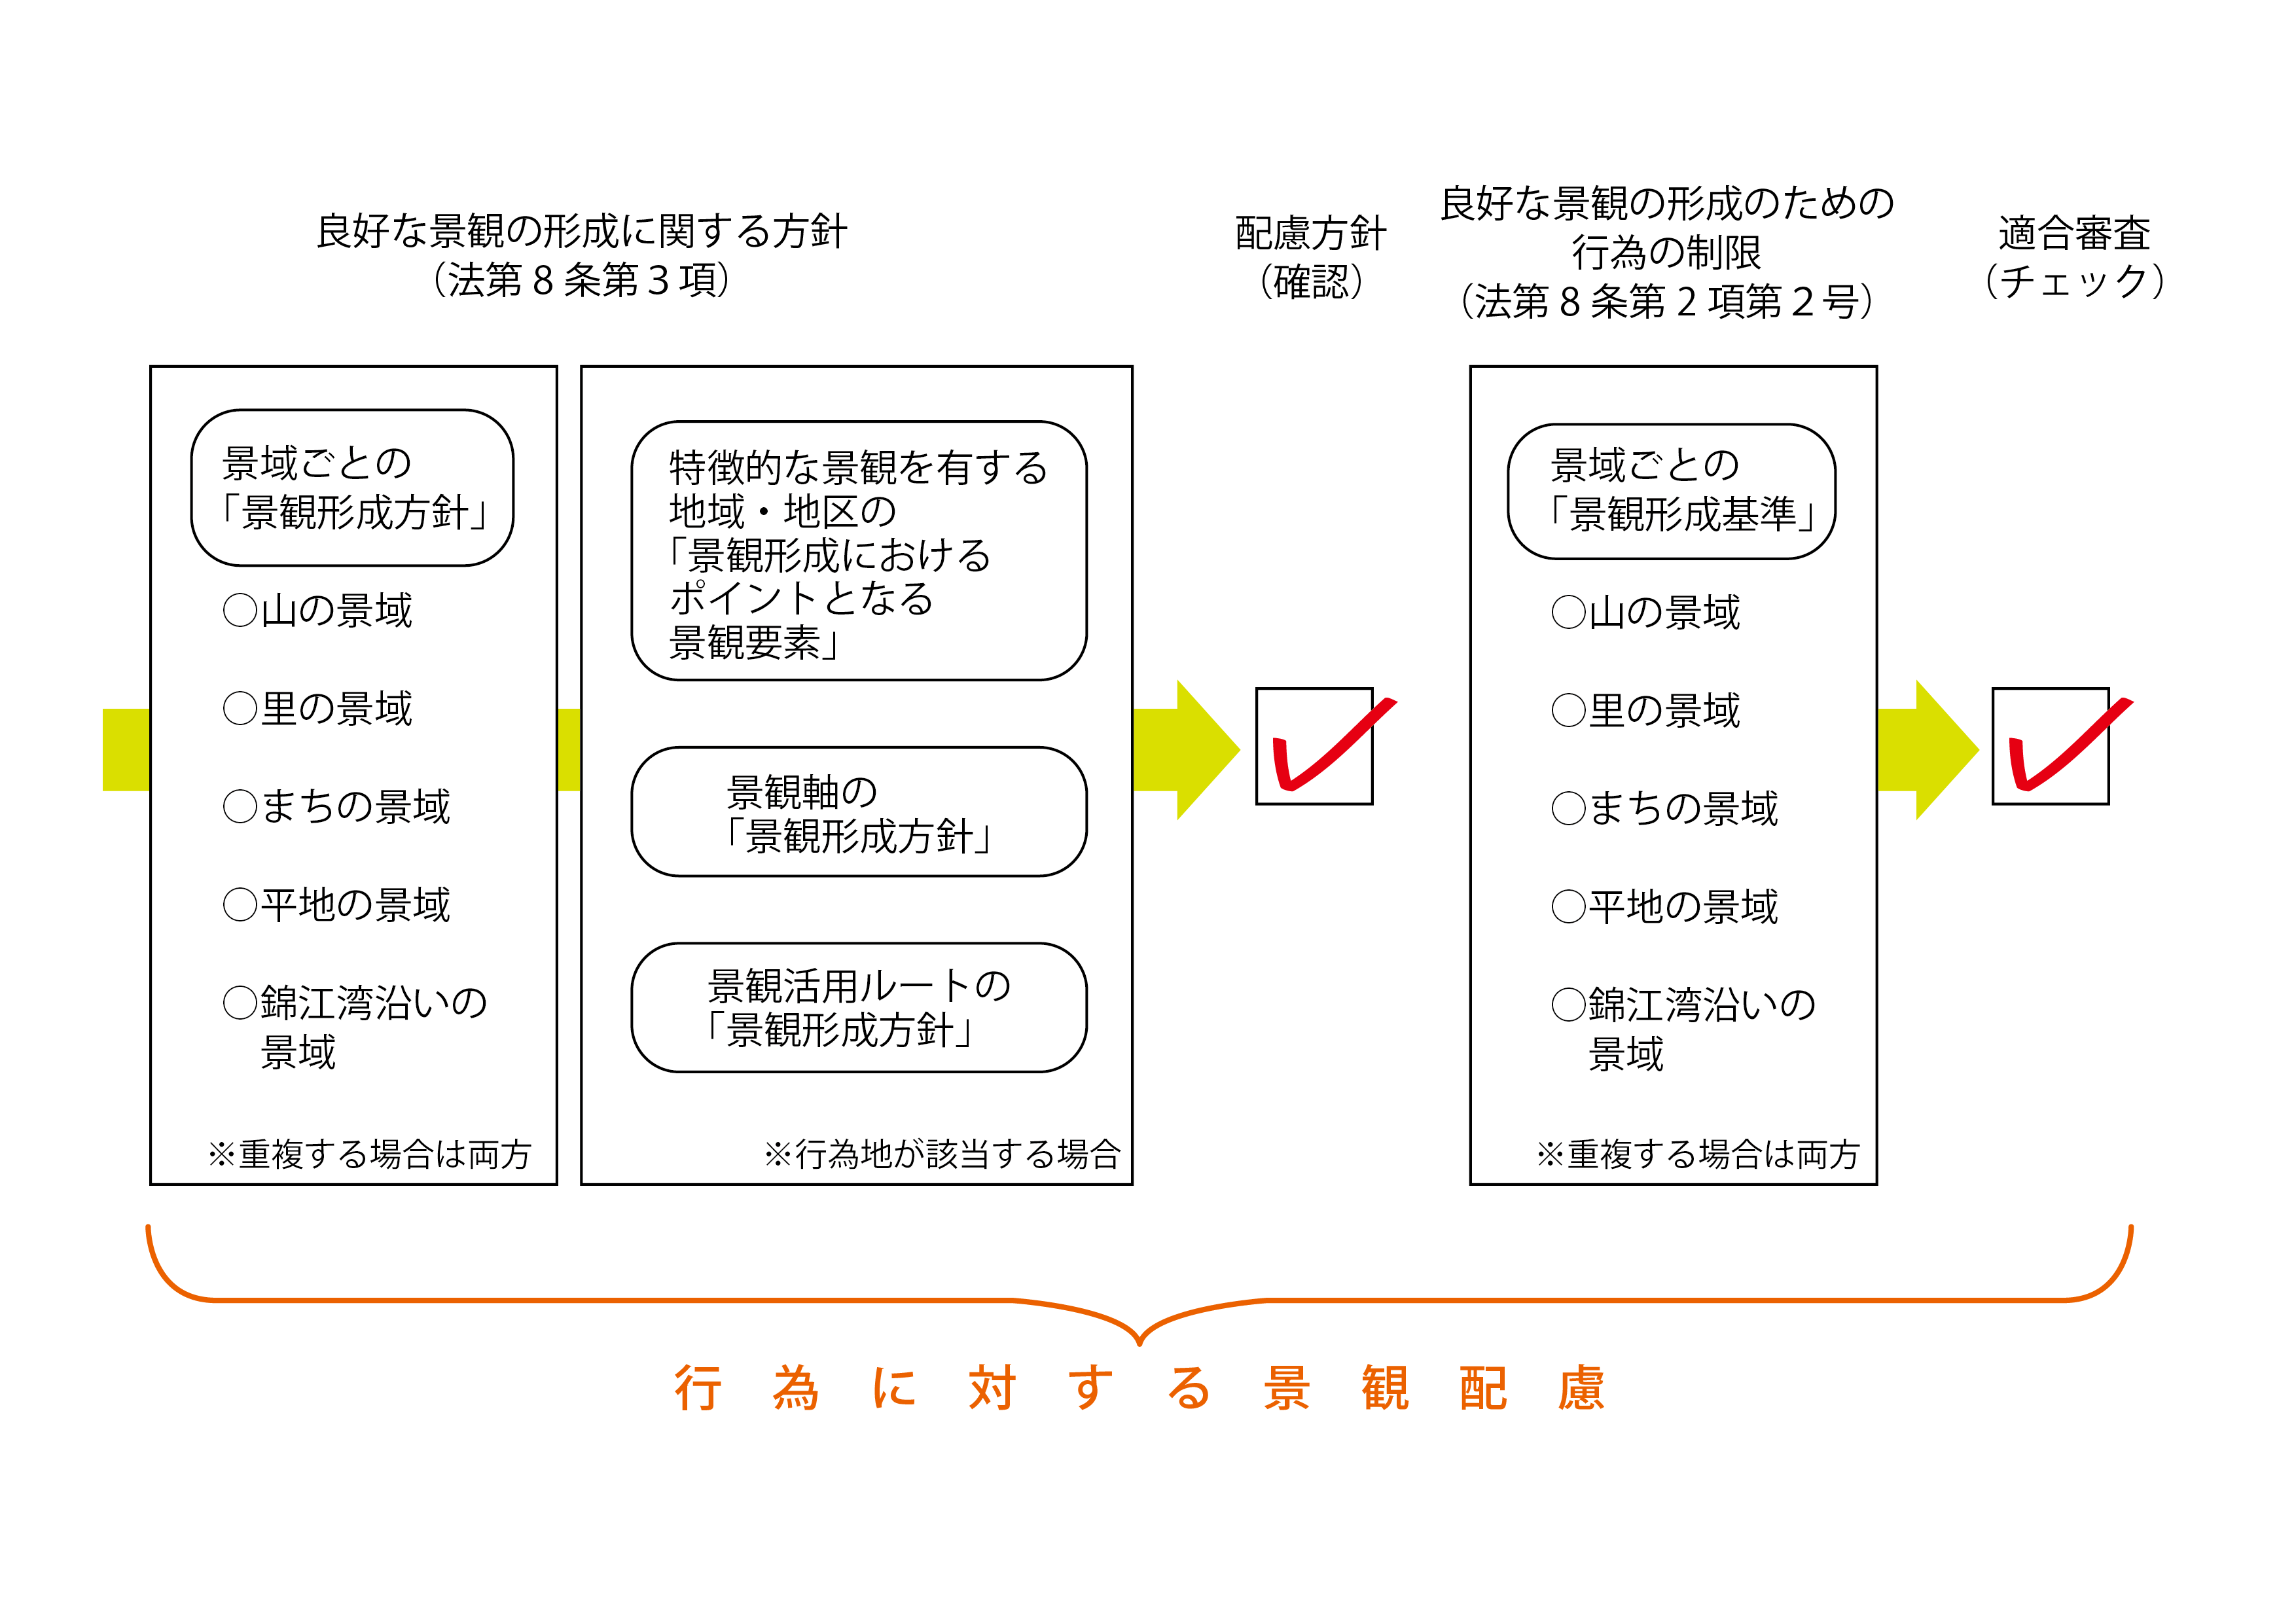 良好な景観の形成に関する方針
（法第８条第３項）
景域ごとの
「景観形成方針」
○山の景域
○里の景域
○まちの景域
○平地の景域
○錦江湾沿いの
景域
※重複する場合は両方
特徴的な景観を有する
地域・地区の
「景観形成における
ポイントとなる
景観要素」
景観軸の
「景観形成方針」
景観活用ルートの
「景観形成方針」
※行為地が該当する場合
配慮方針
（確認）
良好な景観の形成のための
行為の制限
（法第８条第２項第２号）
景域ごとの
「景観形成基準」
○山の景域
○里の景域
○まちの景域
○平地の景域
○錦江湾沿いの
景域
※重複する場合は両方
適合審査
（チェック）
行為に対する景観配慮